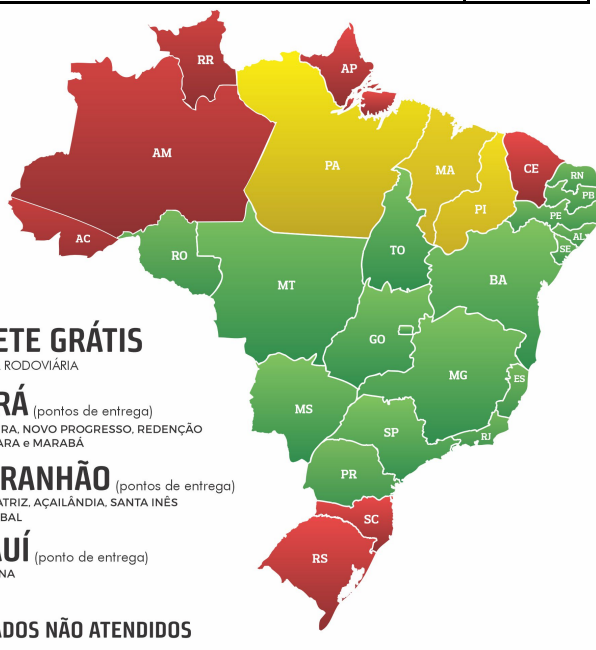 RR
AP
AM
PA
MA
CE
RN
PB
PI
PE
AL
SE
AC
RO
TO
MT
BA
GO
MG
ES
MS
SP
RJ
PR
SC
RS
ETE GRÁTIS
RODOVIÁRIA
RÁ (pontos de entrega)
RA, NOVO PROGRESSO, REDENÇÃO
ARA e MARABÁ
RANHÃO (pontos de entrega)
ATRIZ, AÇAILÂNDIA, SANTA INÊS
BAL
UÍ (ponto de entrega)
NA
ADOS NÃO ATENDIDOS